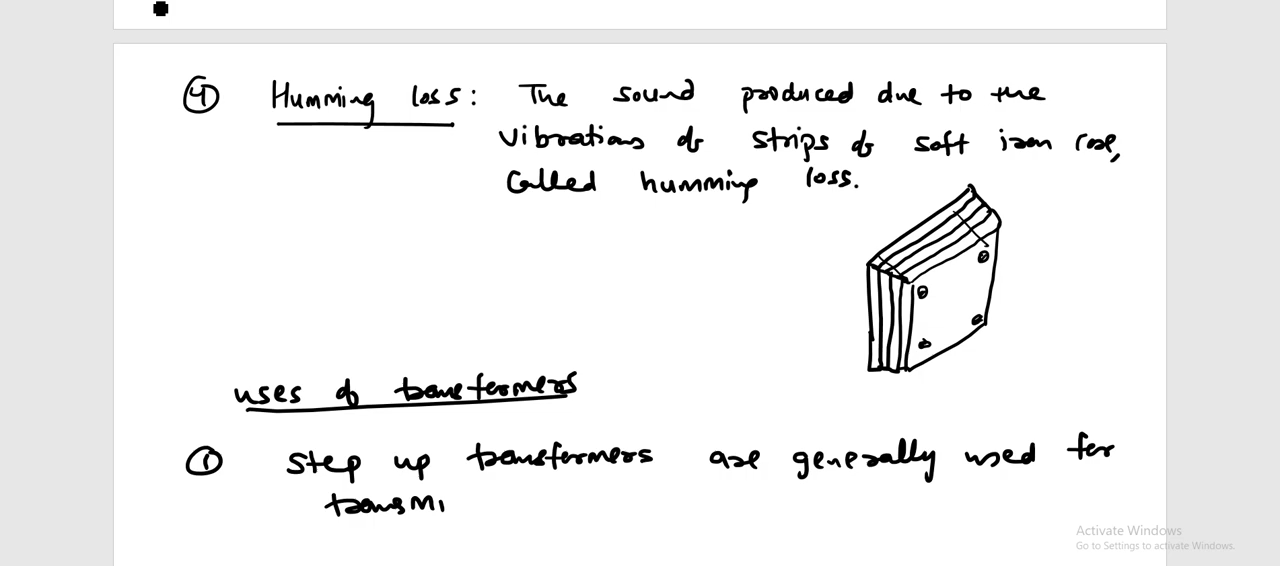 ④ Humming loss: The sound produced due to the
vibrations of strips of soft iron core,
called humming loss.
uses of transformers
① step up transformers are generally used for
transmi
Activate Windows
Go to Settings to activate Windows.